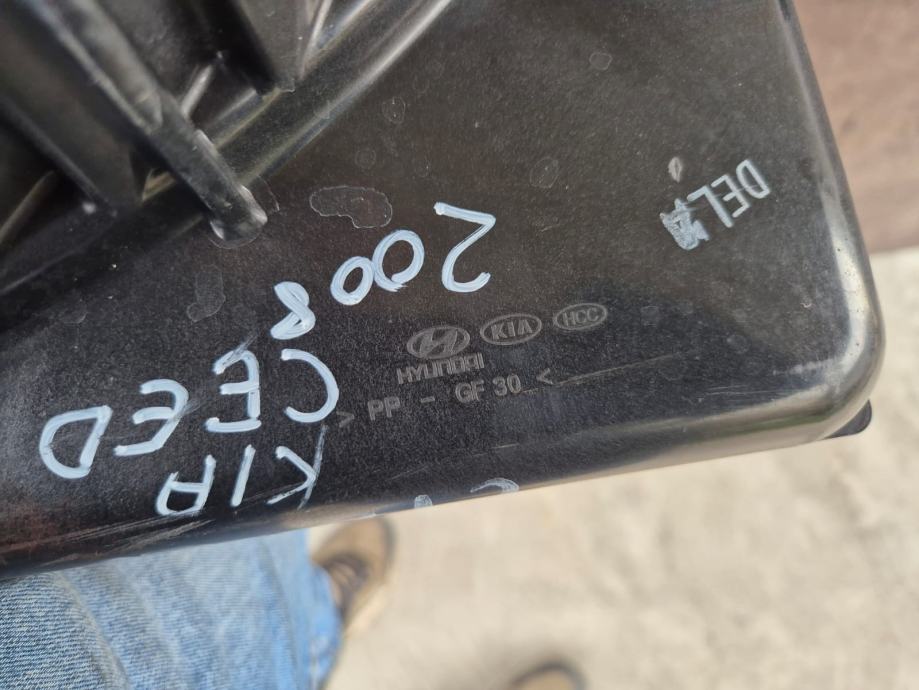 DEL
2008
KIA
CEED
HYUNDAI KIA HCC
> PP - GF 30 <